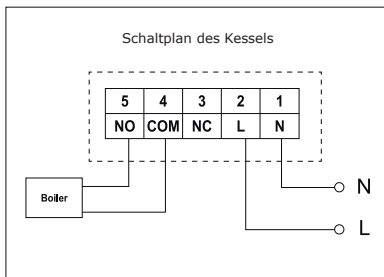 Schaltplan des Kessels
5 4 3 2 1
NO COM NC L N
Boiler
N
L